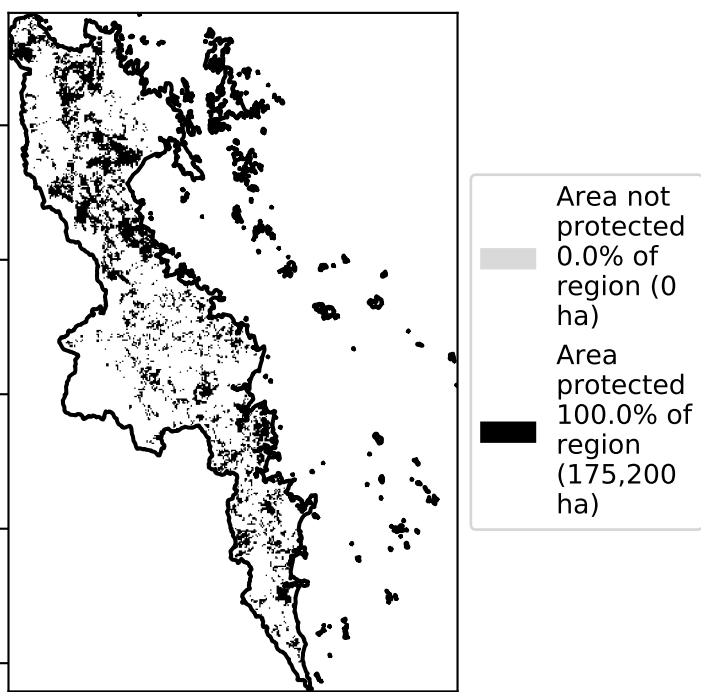 Area not
protected
0.0% of
region (0
ha)
Area
protected
100.0% of
region
(175,200
ha)